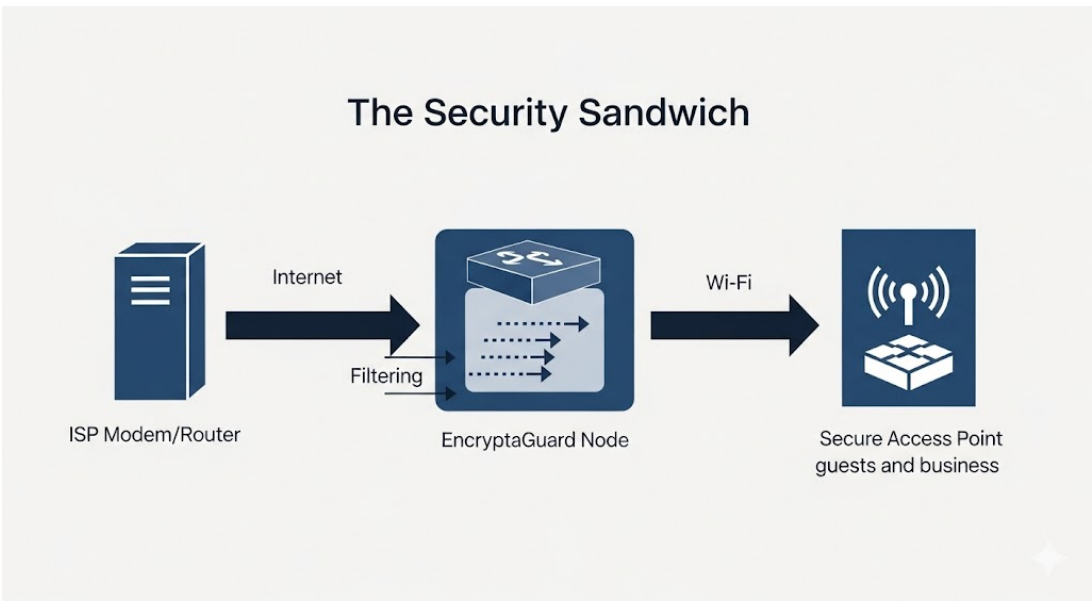 The Security Sandwich
Internet
Wi-Fi
Filtering
ISP Modem/Router
EncryptaGuard Node
Secure Access Point
guests and business